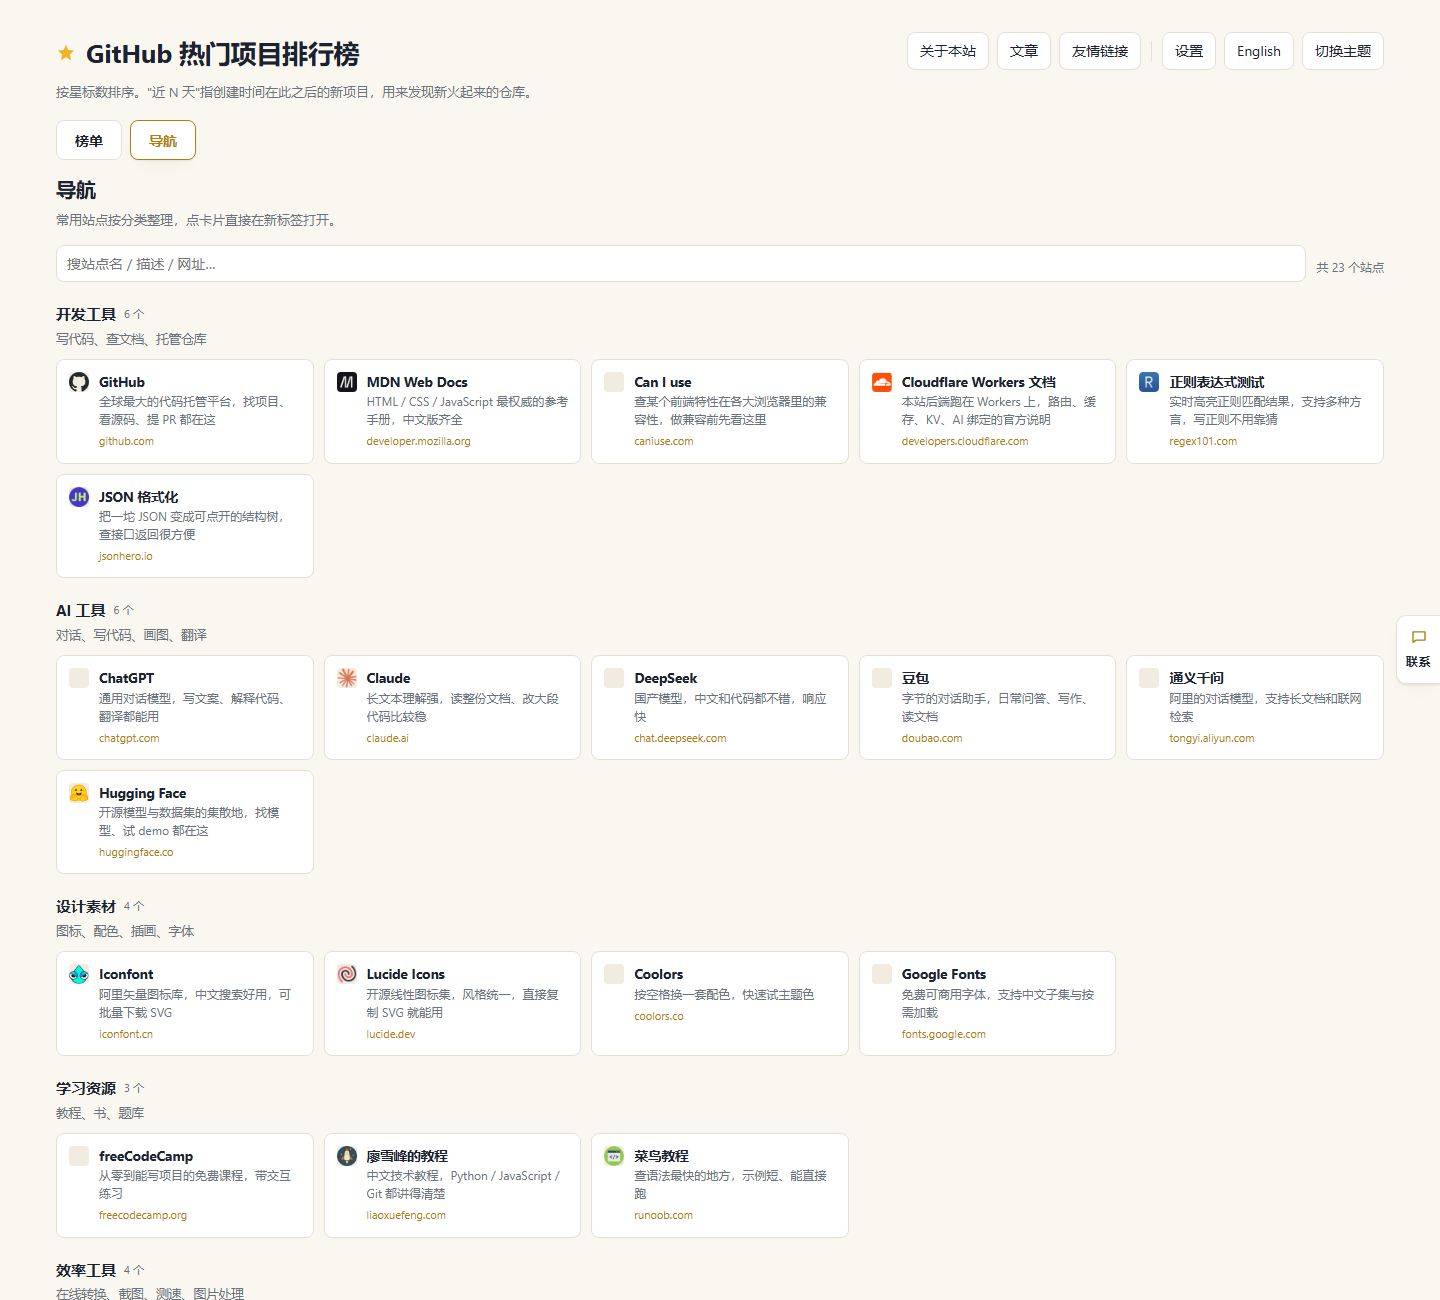 GitHub 热门项目排行榜
关于本站
文章
友情链接
设置
English
切换主题
按星标数排序。"近 N 天"指创建时间在此之后的新项目，用来发现新火起来的仓库。
榜单
导航
导航
常用站点按分类整理，点卡片直接在新标签打开。
搜站点名 / 描述 / 网址...
共 23 个站点
开发工具 6 个
写代码、查文档、托管仓库
GitHub
全球最大的代码托管平台，找项目、
看源码、提 PR 都在这
github.com
MDN Web Docs
HTML / CSS / JavaScript 最权威的参考
手册，中文版齐全
developer.mozilla.org
Can I use
查某个前端特性在各大浏览器里的兼
容性，做兼容前先看这里
caniuse.com
Cloudflare Workers 文档
本站后端跑在 Workers 上，路由、缓
存、KV、AI 绑定的官方说明
developers.cloudflare.com
R
正则表达式测试
实时高亮正则匹配结果，支持多种方
言，写正则不用靠猜
regex101.com
JH
JSON 格式化
把一坨 JSON 变成可点开的结构树，
查接口返回很方便
jsonhero.io
AI 工具 6 个
对话、写代码、画图、翻译
ChatGPT
通用对话模型，写文案、解释代码、
翻译都能用
chatgpt.com
Claude
长文本理解强，读整份文档、改大段
代码比较稳
claude.ai
DeepSeek
国产模型，中文和代码都不错，响应
快
chat.deepseek.com
豆包
字节的对话助手，日常问答、写作、
读文档
doubao.com
通义千问
阿里的对话模型，支持长文档和联网
检索
tongyi.aliyun.com
联系
Hugging Face
开源模型与数据集的集散地，找模
型、试 demo 都在这
huggingface.co
设计素材 4 个
图标、配色、插画、字体
Iconfont
阿里矢量图标库，中文搜索好用，可
批量下载 SVG
iconfont.cn
Lucide Icons
开源线性图标集，风格统一，直接复
制 SVG 就能用
lucide.dev
Coolors
按空格换一套配色，快速试主题色
coolors.co
Google Fonts
免费可商用字体，支持中文子集与按
需加载
fonts.google.com
学习资源 3 个
教程、书、题库
freeCodeCamp
从零到能写项目的免费课程，带交互
练习
freecodecamp.org
廖雪峰的教程
中文技术教程，Python / JavaScript /
Git 都讲得清楚
liaoxuefeng.com
菜鸟教程
查语法最快的地方，示例短、能直接
跑
runoob.com
效率工具 4 个
在线转换、截图、测速、图片处理